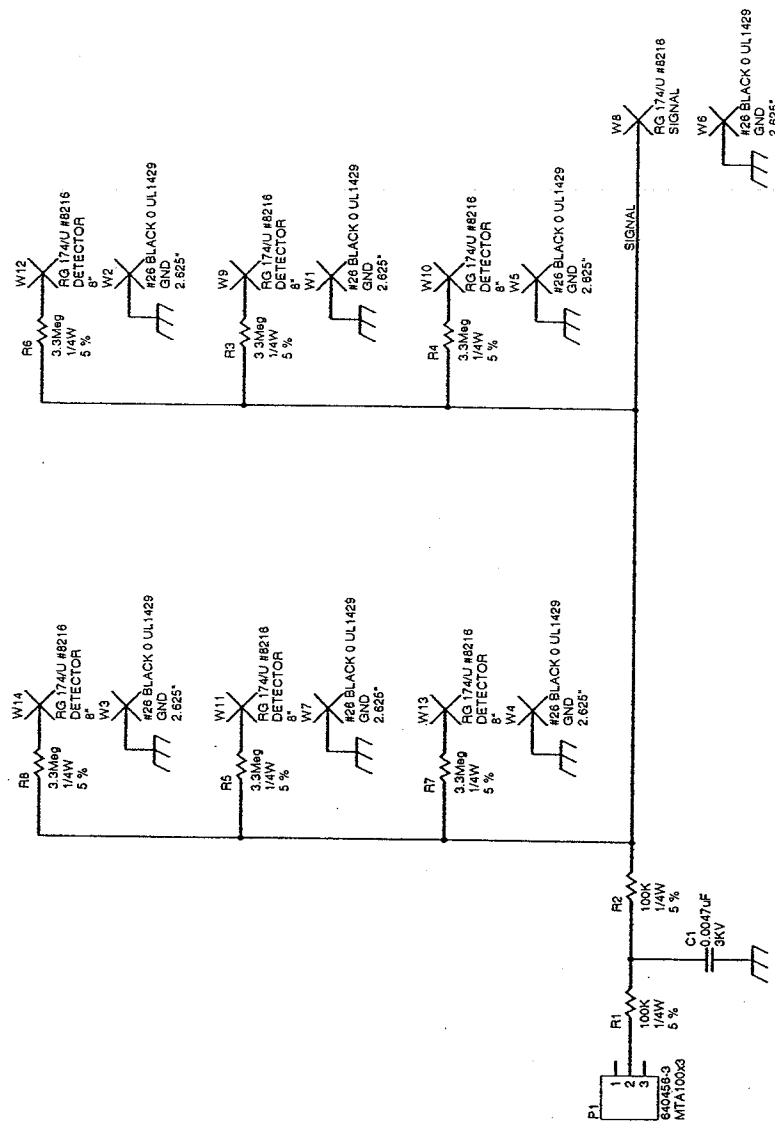 W14
RG 174/U #8216
DETECTOR
8"
R8
3.3Meg
1/4W
5 %
W3
#26 BLACK 0 UL1429
GND
2.625"
W11
RG 174/U #8216
DETECTOR
8"
R5
3.3Meg
1/4W
5 %
W7
#26 BLACK 0 UL1429
GND
2.625"
W13
RG 174/U #8216
DETECTOR
8"
R7
3.3Meg
1/4W
5 %
W4
#26 BLACK 0 UL1429
GND
2.625"
W12
RG 174/U #8216
DETECTOR
8"
R6
3.3Meg
1/4W
5 %
W2
#26 BLACK 0 UL1429
GND
2.625"
W9
RG 174/U #8216
DETECTOR
8"
R3
3 3Meg
1/4W
5 %
W1
#26 BLACK 0 UL1429
GND
2.625"
W10
RG 174/U #8216
DETECTOR
8"
R4
3.3Meg
1/4W
5 %
W5
#26 BLACK 0 UL1429
GND
2.625"
P1
1
2
3
640456-3
MTA100x3
R1
100K
1/4W
5 %
C1
0.0047uF
3KV
R2
100K
1/4W
5 %
SIGNAL
W8
RG 174/U #8216
SIGNAL
W6
#26 BLACK 0 UL1429
GND
2.625"